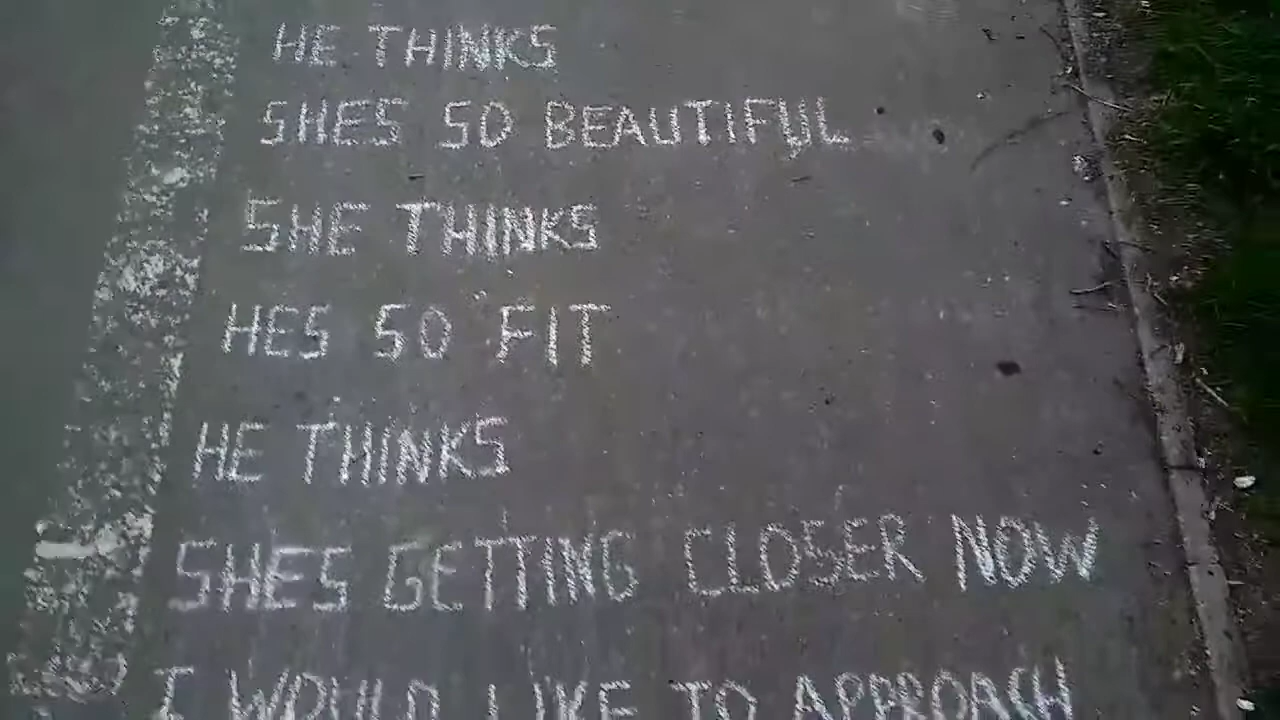 HE THINKS
SHES SO BEAUTIFUL
SHE THINKS
HES SO FIT
HE THINKS
SHES GETTING CLOSER NOW
I WOULD LIKE TO APPROACH